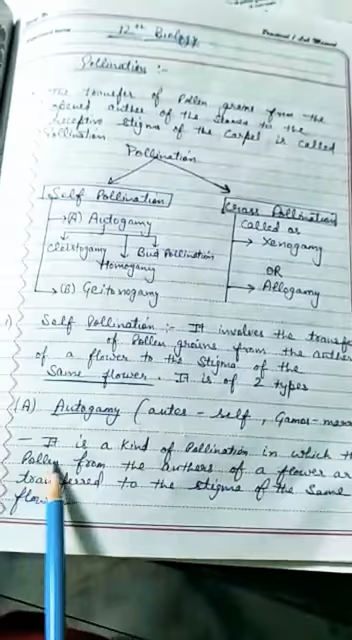 12th Biology
Pollination :-
The transfer of Pollen grains from the
opened anther of the stamen to the
receptive stigma of the carpel is called
Pollination
Pollination
Self Pollination
Cross Pollination
(A) Autogamy
Called as
Cleistogamy
Bud Pollination
Xenogamy
Homogamy
OR
(B) Geitonogamy
Allogamy
1) Self Pollination :- It involves the transfer
of Pollen grains from the anther
of a flower to the stigma of the
Same flower. It is of 2 types
(A) Autogamy (autos - self, Gamos-
- It is a kind of Pollination in which th
Pollen from the anthers of a flower ar
transferred to the stigma of the same
flower